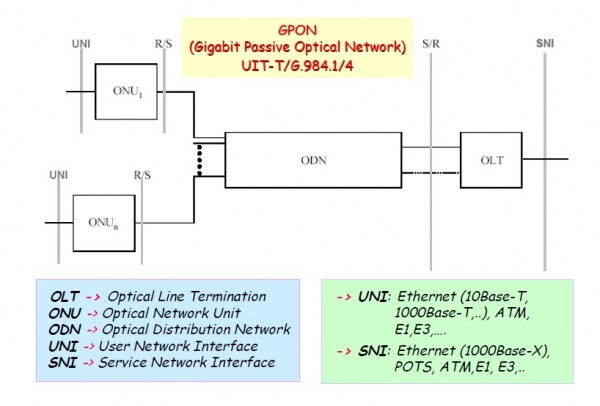 GPON
(Gigabit Passive Optical Network)
UIT-T/G.984.1/4
UNI
R/S
S/R
SNI
ONU1
ODN
OLT
UNI
R/S
ONUn
OLT -> Optical Line Termination
ONU -> Optical Network Unit
ODN -> Optical Distribution Network
UNI -> User Network Interface
SNI -> Service Network Interface
-> UNI: Ethernet (10Base-T,
1000Base-T,..), ATM,
E1,E3,....
-> SNI: Ethernet (1000Base-X),
POTS, ATM,E1, E3,..